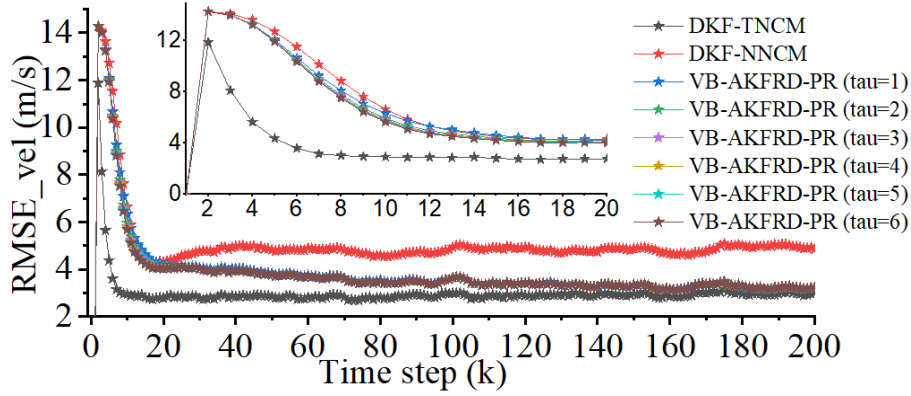 RMSE_vel (m/s)
14
12
10
8
6
4
2
0 20 40 60 80 100 120 140 160 180 200
Time step (k)
12
8
4
0
2 4 6 8 10 12 14 16 18 20
DKF-TNCM
DKF-NNCM
VB-AKFRD-PR (tau=1)
VB-AKFRD-PR (tau=2)
VB-AKFRD-PR (tau=3)
VB-AKFRD-PR (tau=4)
VB-AKFRD-PR (tau=5)
VB-AKFRD-PR (tau=6)